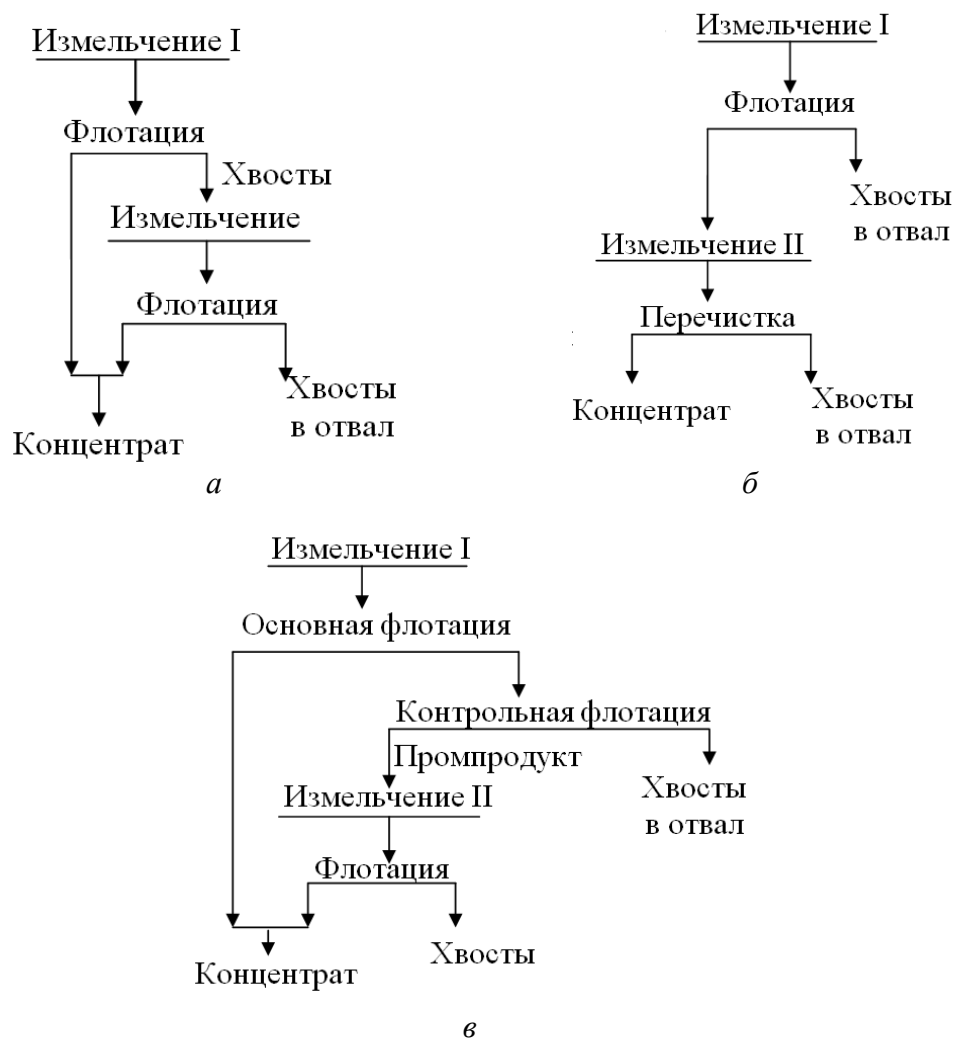 Измельчение I
Флотация
Хвосты
Измельчение
Флотация
Хвосты
в отвал
Концентрат
а
Измельчение I
Флотация
Хвосты
в отвал
Измельчение II
Перечистка
Концентрат
Хвосты
в отвал
б
Измельчение I
Основная флотация
Контрольная флотация
Промпродукт
Хвосты
в отвал
Измельчение II
Флотация
Хвосты
Концентрат
в